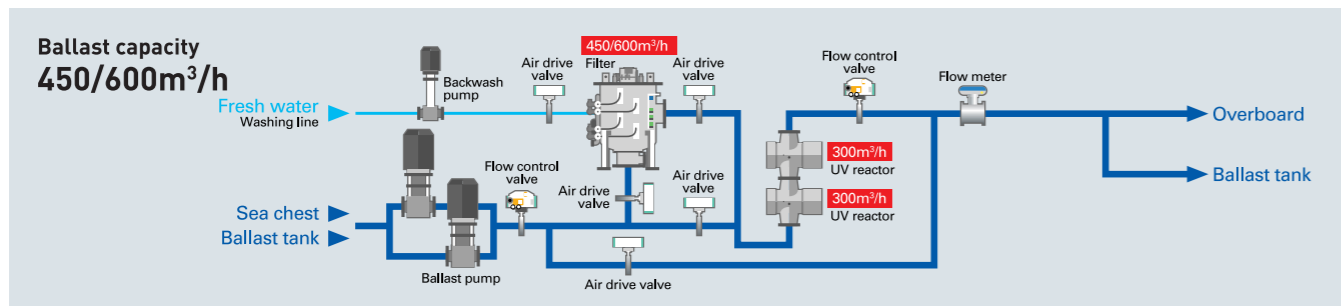 Ballast capacity
450/600m³/h
Fresh water
Washing line
Backwash
pump
Air drive
valve
450/600m³/h
Filter
Air drive
valve
Flow control
valve
Flow meter
Overboard
Ballast tank
300m³/h
UV reactor
300m³/h
UV reactor
Sea chest
Ballast tank
Flow control
valve
Air drive
valve
Air drive
valve
Ballast pump
Air drive valve